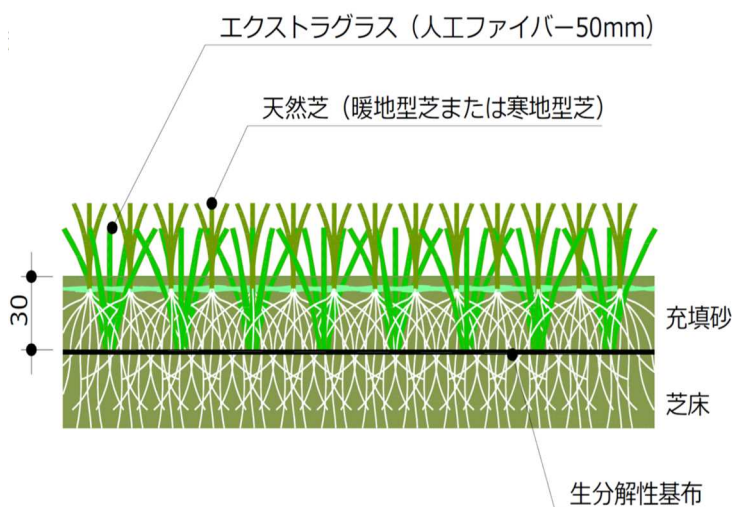 エクストラグラス（人工ファイバー50mm）
天然芝（暖地型芝または寒地型芝）
30
充填砂
芝床
生分解性基布